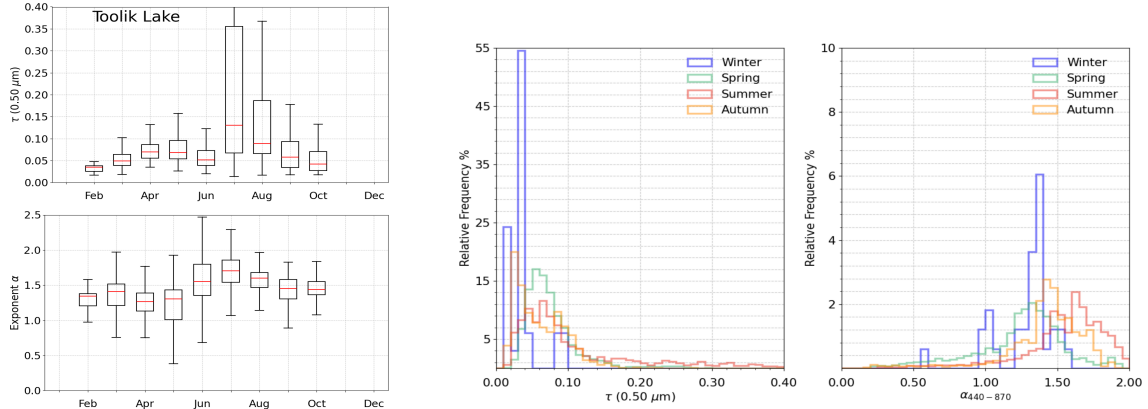 Toolik Lake
τ (0.50 μm)
0.40
0.35
0.30
0.25
0.20
0.15
0.10
0.05
0.00
Feb Apr Jun Aug Oct Dec
Exponent α
2.5
2.0
1.5
1.0
0.5
0.0
Feb Apr Jun Aug Oct Dec
Relative Frequency %
55
45
35
25
15
5
Winter
Spring
Summer
Autumn
0.00 0.10 0.20 0.30 0.40
τ (0.50 μm)
Relative Frequency %
10
8
6
4
2
0
Winter
Spring
Summer
Autumn
0.00 0.50 1.00 1.50 2.00
α440−870